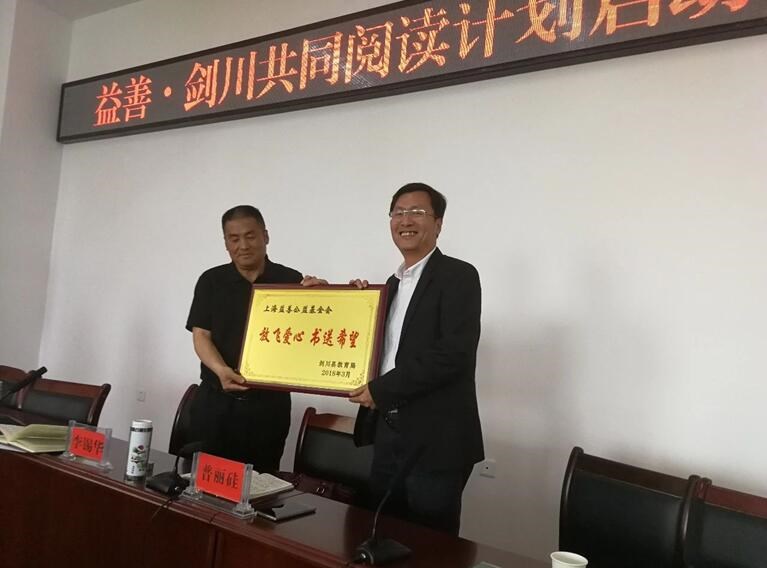 益善·剑川共同阅读计划启动
上海益善公益基金会
放飞爱心 书送希望
剑川县教育局
2018年3月
李锡华
普丽硅